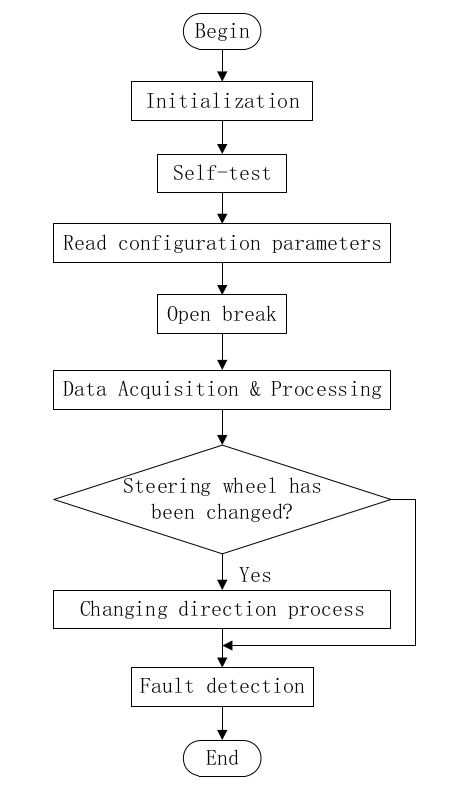 Begin
Initialization
Self-test
Read configuration parameters
Open break
Data Acquisition & Processing
Steering wheel has
been changed?
Yes
Changing direction process
Fault detection
End